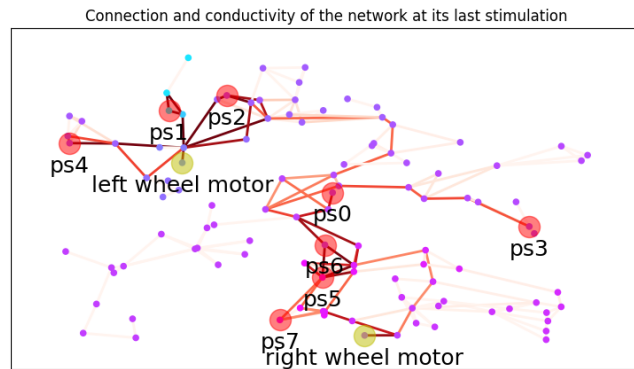 Connection and conductivity of the network at its last stimulation
ps1
ps2
ps4
left wheel motor
ps0
ps3
ps6
ps5
ps7
right wheel motor